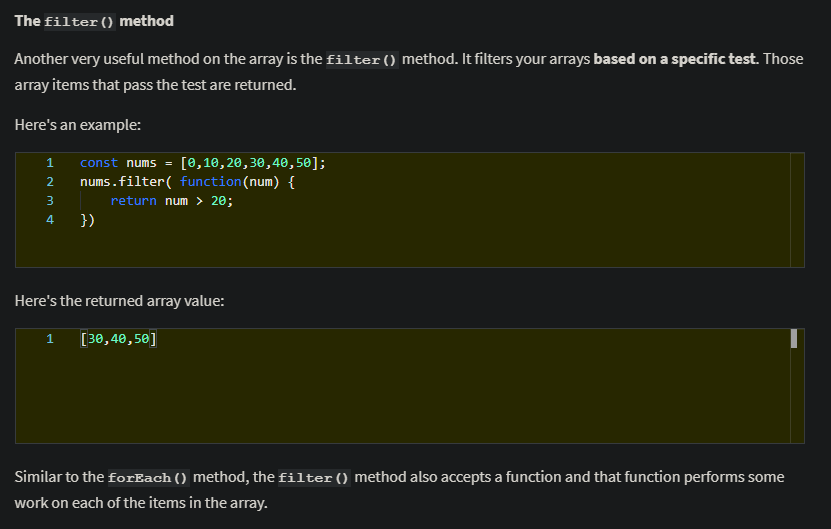 The filter() method
Another very useful method on the array is the filter() method. It filters your arrays based on a specific test. Those
array items that pass the test are returned.
Here's an example:
1 const nums = [0,10,20,30,40,50];
2 nums.filter( function(num) {
3     return num > 20;
4 })
Here's the returned array value:
1 [30,40,50]
Similar to the forEach() method, the filter() method also accepts a function and that function performs some
work on each of the items in the array.